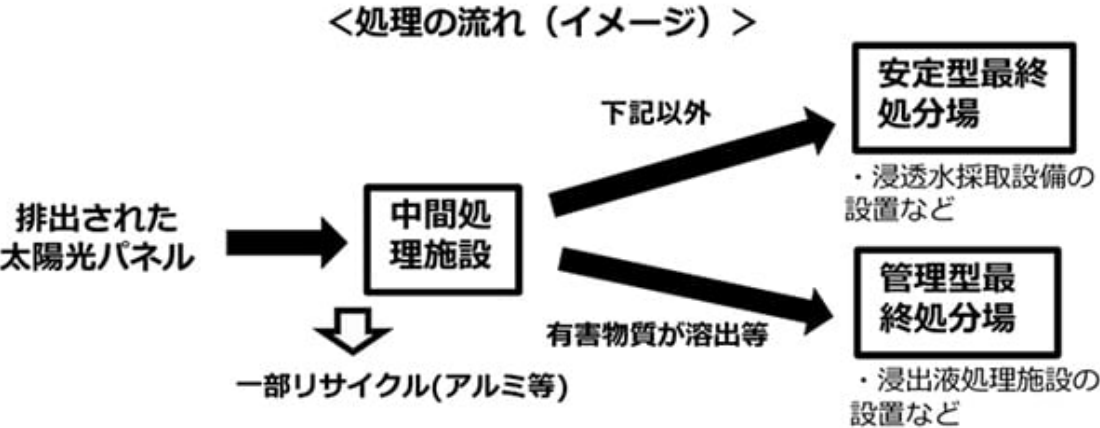 ＜処理の流れ（イメージ）＞
排出された
太陽光パネル
中間処
理施設
一部リサイクル(アルミ等)
下記以外
安定型最終
処分場
・浸透水採取設備の
設置など
有害物質が溶出等
管理型最
終処分場
・浸出液処理施設の
設置など